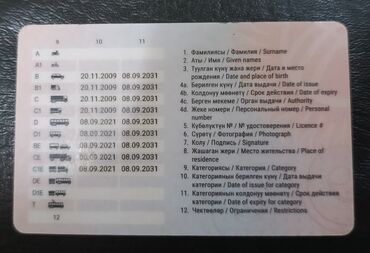 9 10 11
A
A1
B 20.11.2009 08.09.2031
B1 20.11.2009 08.09.2031
C 20.11.2009 08.09.2031
C1 20.11.2009 08.09.2031
D 08.09.2021 08.09.2031
D1 08.09.2021 08.09.2031
BE 08.09.2021 08.09.2031
CE 20.11.2009 08.09.2031
C1E 08.09.2021 08.09.2031
DE
D1E
T
12
1. Фамилиясы / Фамилия / Surname
2. Аты / Имя / Given names
3. Туулган күнү жана жери / Дата и место
рождения / Date and place of birth
4a. Берилген күнү / Дата выдачи / Date of issue
4b. Колдонуу мөөнөтү / Срок действия / Date of expiry
4c. Берген мекеме / Орган выдачи / Authority
4d. Жеке номери / Персональный номер / Personal
number
5. Күбөлүктүн № / № удостоверения / Licence #
6. Сүрөтү / Фотография / Photograph
7. Колу / Подпись / Signature
8. Жашаган жери / Место жительства / Place of
residence
9. Категориясы / Категория / Category
10. Категориянын берилген күнү / Дата выдачи
категории / Date of issue for category
11. Категориянын колдонуу мөөнөтү / Срок действия
категории / Date of expiry for category
12. Чектөөлөр / Ограничения / Restrictions